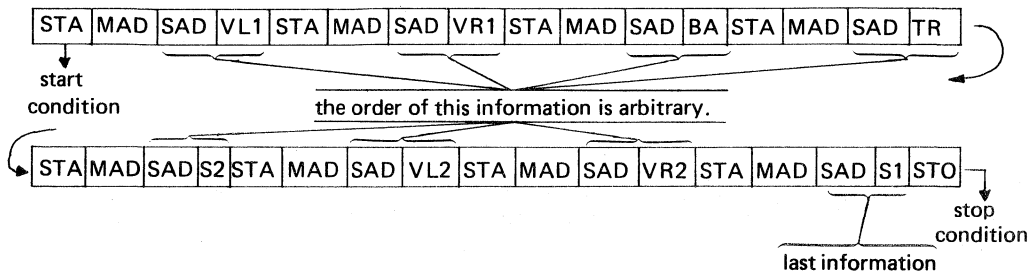 STA MAD SAD VL1 STA MAD SAD VR1 STA MAD SAD BA STA MAD SAD TR
start
condition
the order of this information is arbitrary.
STA MAD SAD S2 STA MAD SAD VL2 STA MAD SAD VR2 STA MAD SAD S1 STO
stop
condition
last information